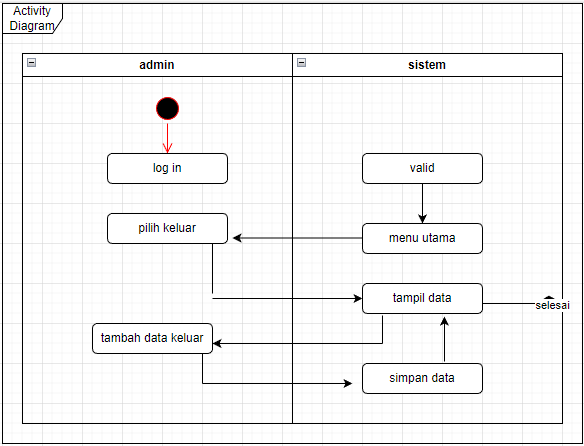 Activity
Diagram
admin
sistem
log in
valid
pilih keluar
menu utama
tampil data
selesai
tambah data keluar
simpan data